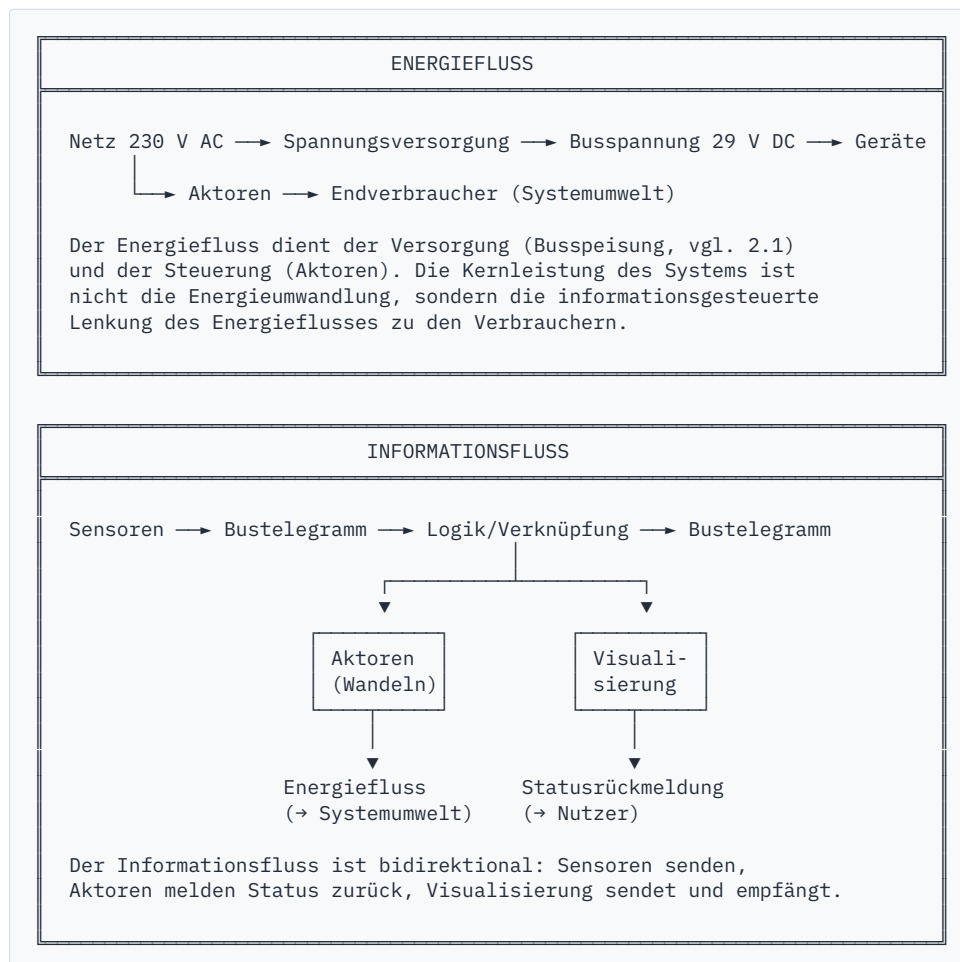 ENERGIEFLUSS
Netz 230 V AC ──► Spannungsversorgung ──► Busspannung 29 V DC ──► Geräte
└──► Aktoren ──► Endverbraucher (Systemumwelt)
Der Energiefluss dient der Versorgung (Busspeisung, vgl. 2.1)
und der Steuerung (Aktoren). Die Kernleistung des Systems ist
nicht die Energieumwandlung, sondern die informationsgesteuerte
Lenkung des Energieflusses zu den Verbrauchern.
INFORMATIONSFLUSS
Sensoren ──► Bustelegramm ──► Logik/Verknüpfung ──► Bustelegramm
Aktoren Visuali-
(Wandeln) sierung
Energiefluss Statusrückmeldung
(→ Systemumwelt) (→ Nutzer)
Der Informationsfluss ist bidirektional: Sensoren senden,
Aktoren melden Status zurück, Visualisierung sendet und empfängt.